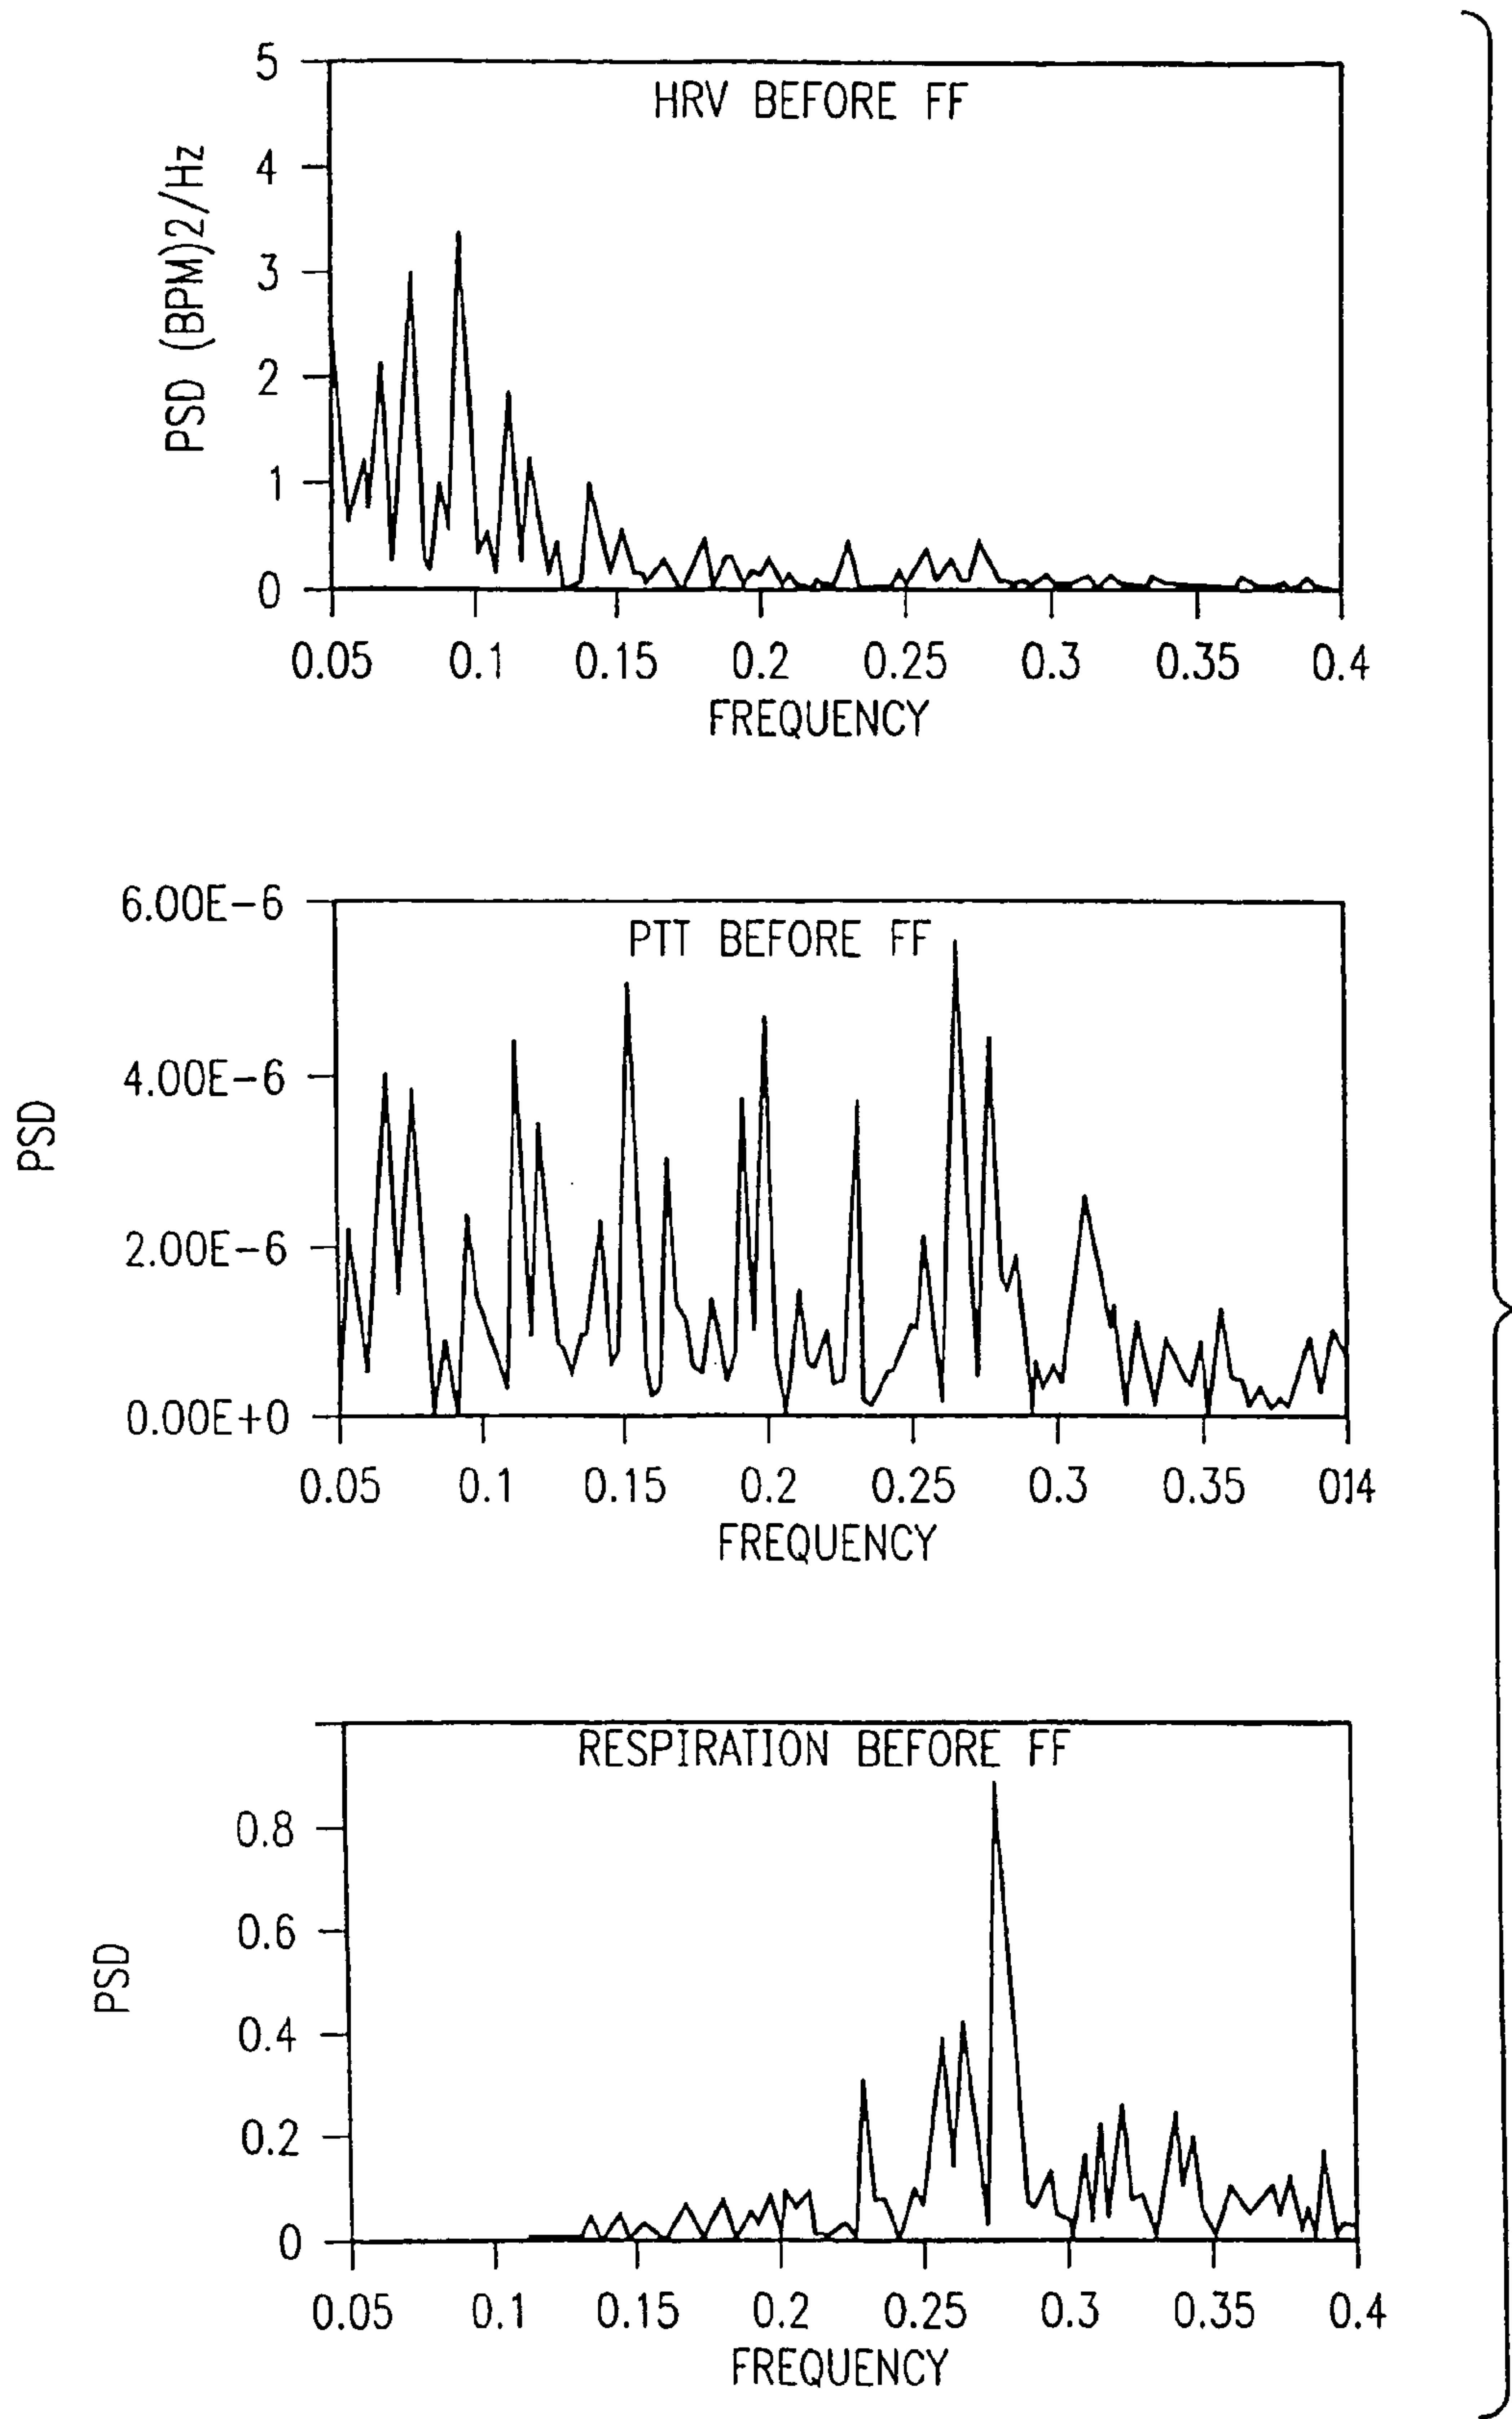 HRV BEFORE FF
PSD (BPM)2/Hz
5
4
3
2
1
0
0.05 0.1 0.15 0.2 0.25 0.3 0.35 0.4
FREQUENCY
PTT BEFORE FF
PSD
6.00E-6
4.00E-6
2.00E-6
0.00E+0
0.05 0.1 0.15 0.2 0.25 0.3 0.35 014
FREQUENCY
RESPIRATION BEFORE FF
PSD
0.8
0.6
0.4
0.2
0
0.05 0.1 0.15 0.2 0.25 0.3 0.35 0.4
FREQUENCY